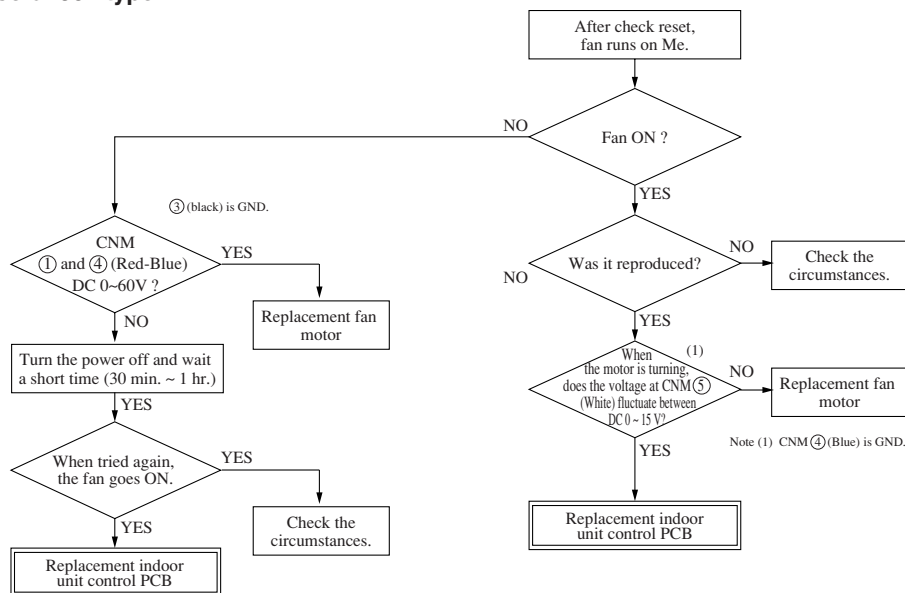 After check reset,
fan runs on Me.
NO
Fan ON ?
YES
③(black) is GND.
CNM
① and ④ (Red-Blue)
DC 0~60V ?
YES
NO
Replacement fan
motor
Turn the power off and wait
a short time (30 min. ~ 1 hr.)
YES
When tried again,
the fan goes ON.
YES
YES
Check the
circumstances.
Replacement indoor
unit control PCB
NO
Was it reproduced?
NO
Check the
circumstances.
YES
When
(1)
the motor is turning,
does the voltage at CNM⑤
(White) fluctuate between
DC 0 ~ 15 V?
NO
Replacement fan
motor
Note (1) CNM④(Blue) is GND.
YES
Replacement indoor
unit control PCB